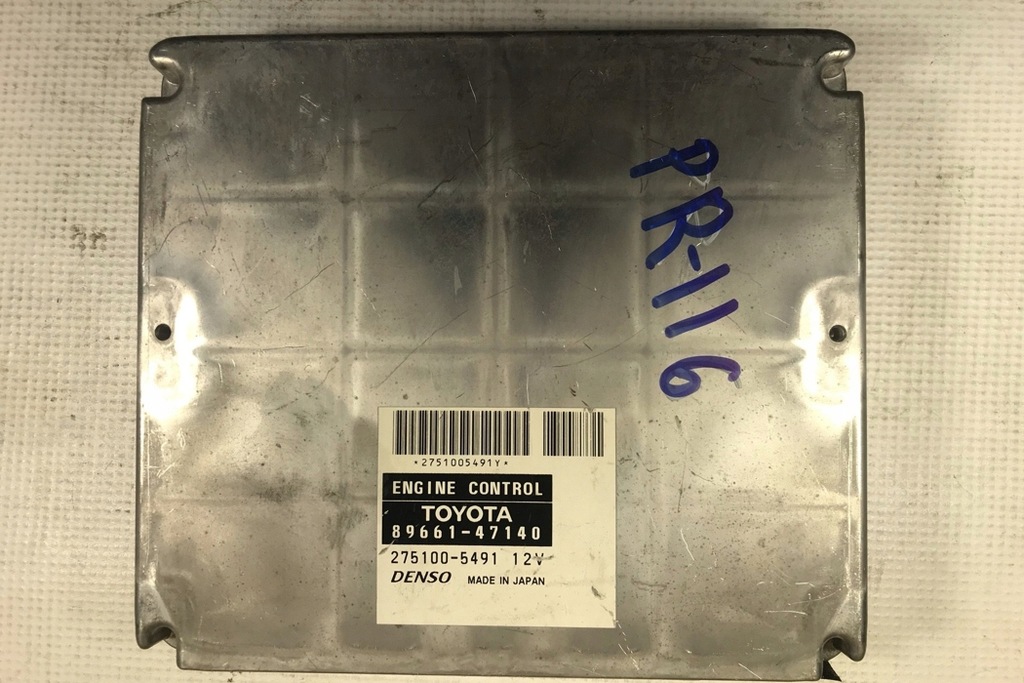 PR-116
*2751005491Y*
ENGINE CONTROL
TOYOTA
89661-47140
275100-5491 12V
DENSO MADE IN JAPAN